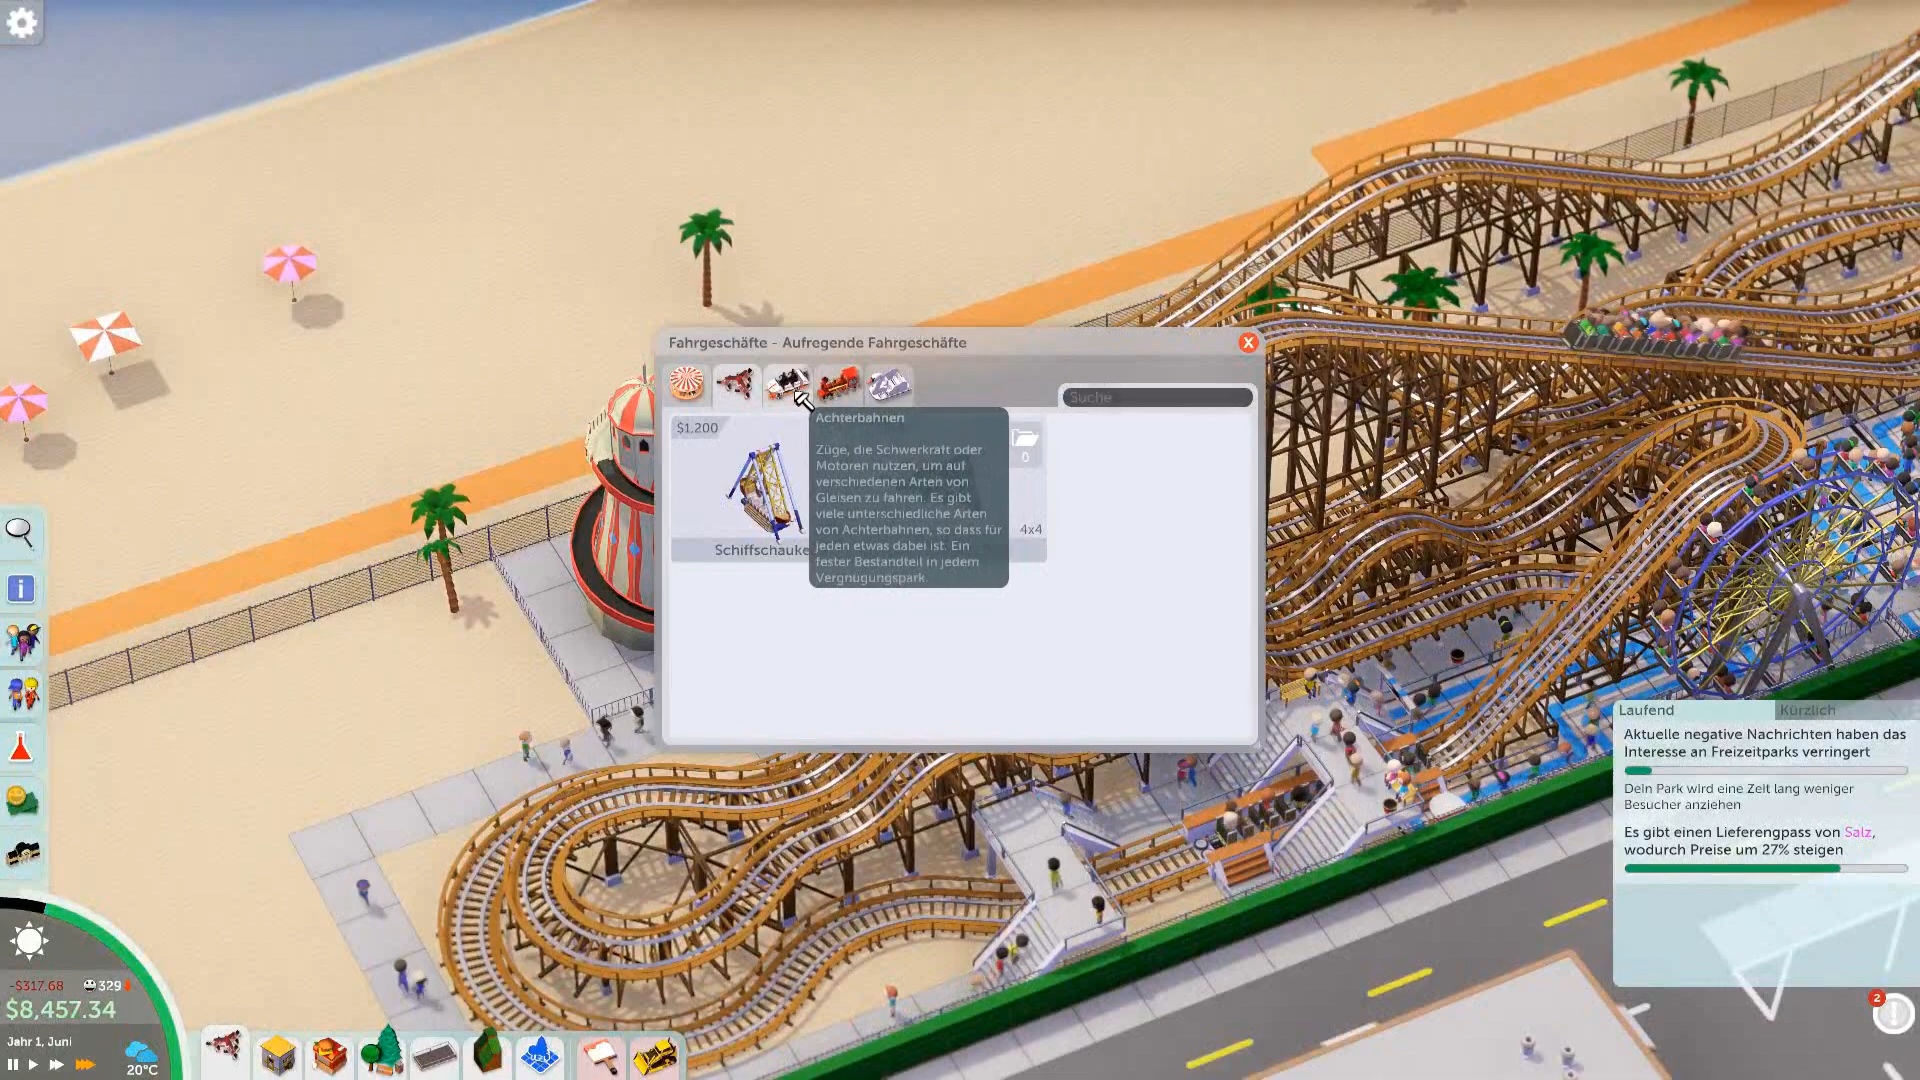 Fahrgeschäfte - Aufregende Fahrgeschäfte
X
Suche
$1,200
Schiffschauke
0
4x4
Achterbahnen
Züge, die Schwerkraft oder
Motoren nutzen, um auf
verschiedenen Arten von
Gleisen zu fahren. Es gibt
viele unterschiedliche Arten
von Achterbahnen, so dass für
jeden etwas dabei ist. Ein
fester Bestandteil in jedem
Vergnügungspark.
Laufend
Kürzlich
Aktuelle negative Nachrichten haben das
Interesse an Freizeitparks verringert
Dein Park wird eine Zeit lang weniger
Besucher anziehen
Es gibt einen Lieferengpass von Salz,
wodurch Preise um 27% steigen
2
-$317.68
329
$8,457.34
Jahr 1, Juni
20°C